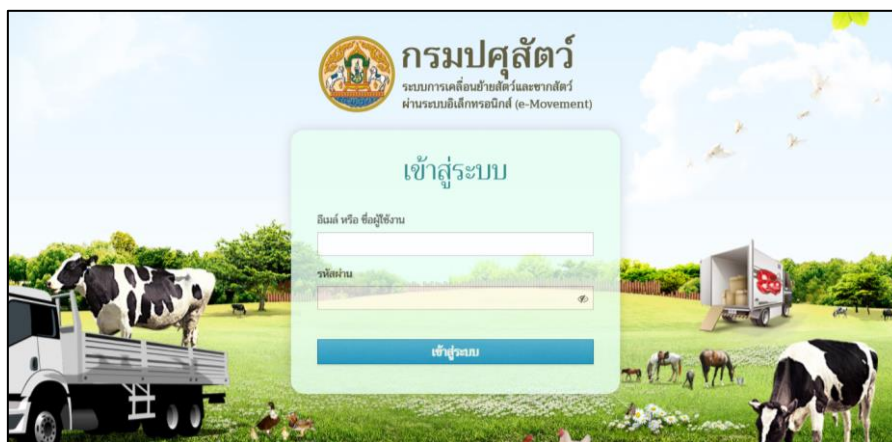 กรมปศุสัตว์
ระบบการเคลื่อนย้ายสัตว์และซากสัตว์
ผ่านระบบอิเล็กทรอนิกส์ (e-Movement)
เข้าสู่ระบบ
อีเมล์ หรือ ชื่อผู้ใช้งาน
รหัสผ่าน
เข้าสู่ระบบ